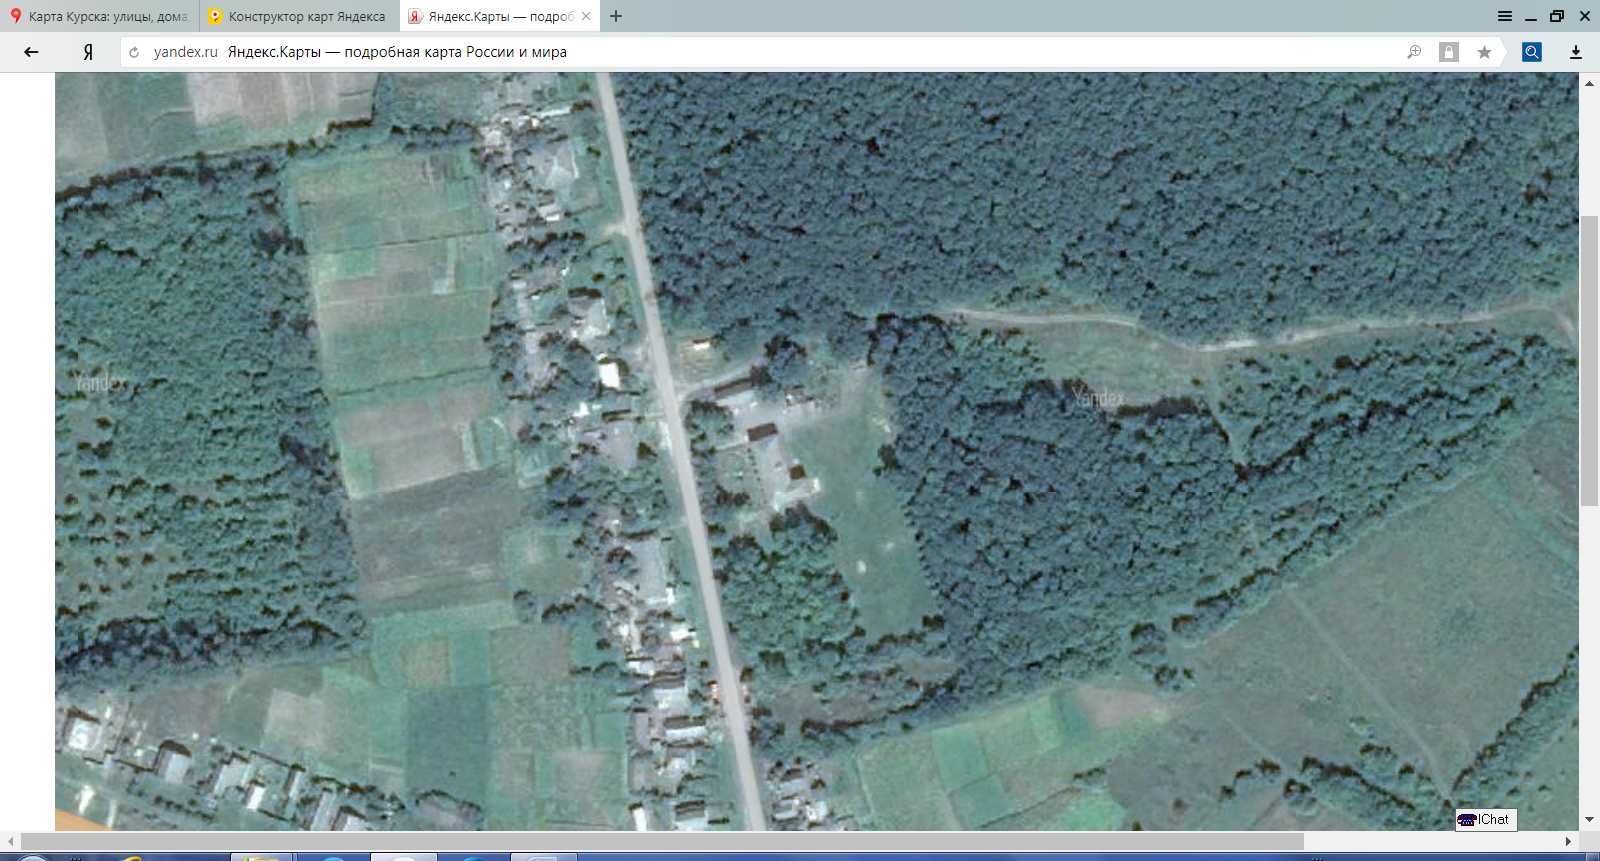 Карта Курска: улицы, дома,
Конструктор карт Яндекса
Яндекс.Карты — подроб
Я
yandex.ru Яндекс.Карты — подробная карта России и мира
Yandex
Yandex
IChat